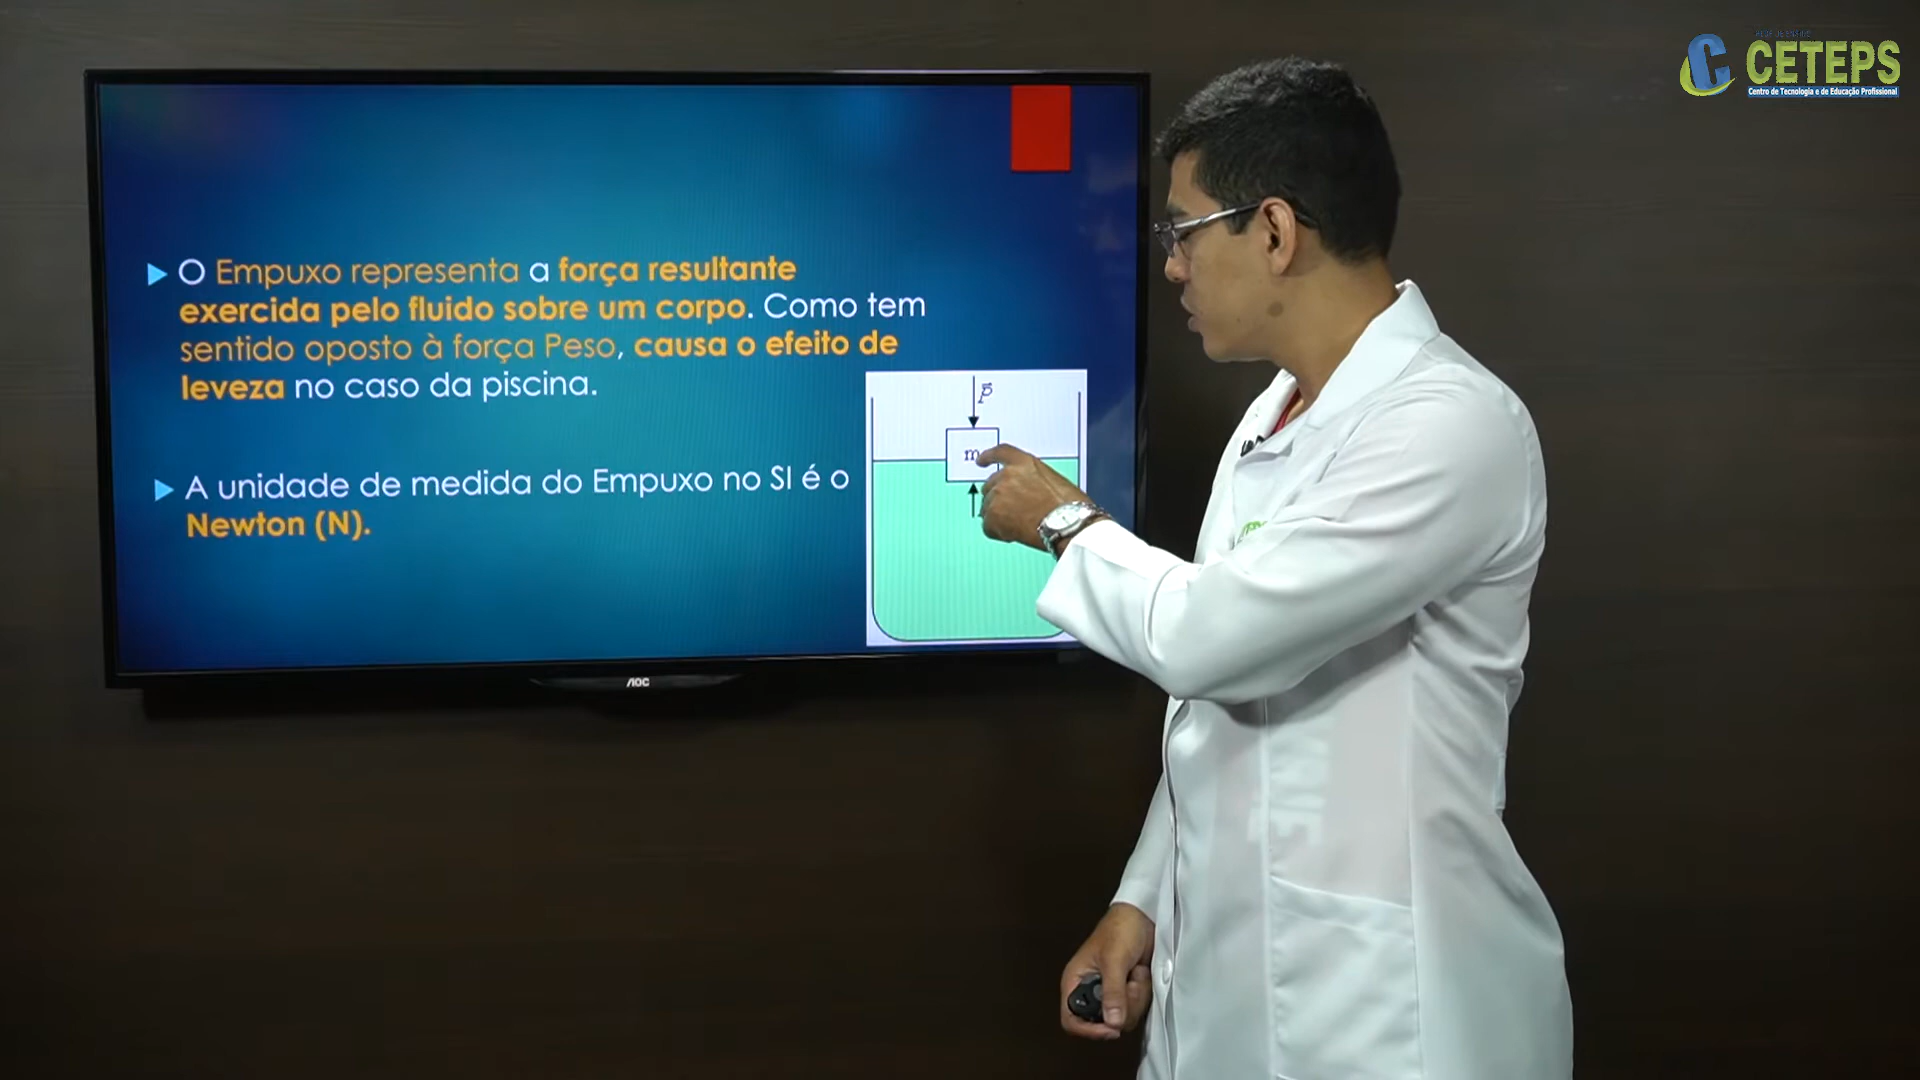 CETEPS
Centro de Tecnologia e de Educação Profissional
O Empuxo representa a força resultante
exercida pelo fluido sobre um corpo. Como tem
sentido oposto à força Peso, causa o efeito de
leveza no caso da piscina.
P
m
A unidade de medida do Empuxo no SI é o
Newton (N).
AOC